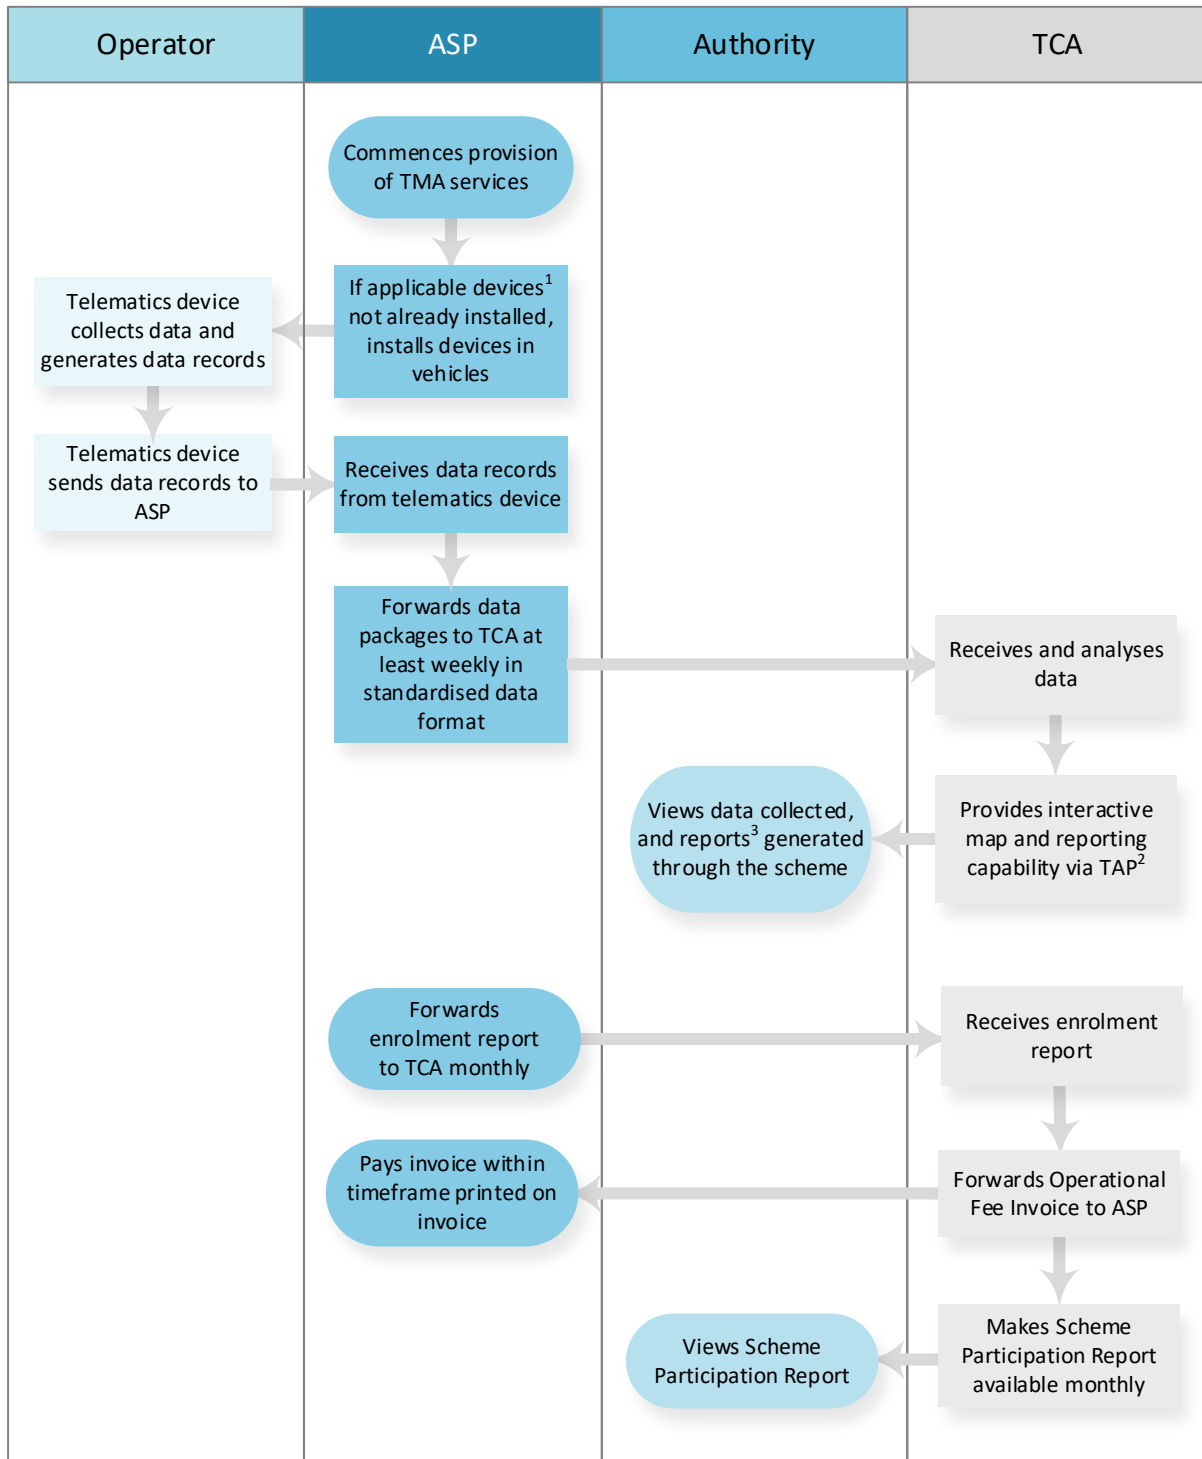 Operator
ASP
Authority
TCA
Commences provision
of TMA services
If applicable devices1
not already installed,
installs devices in
vehicles
Telematics device
collects data and
generates data records
Telematics device
sends data records to
ASP
Receives data records
from telematics device
Forwards data
packages to TCA at
least weekly in
standardised data
format
Receives and analyses
data
Provides interactive
map and reporting
capability via TAP2
Views data collected,
and reports3 generated
through the scheme
Forwards
enrolment report
to TCA monthly
Receives enrolment
report
Forwards Operational
Fee Invoice to ASP
Pays invoice within
timeframe printed on
invoice
Makes Scheme
Participation Report
available monthly
Views Scheme
Participation Report